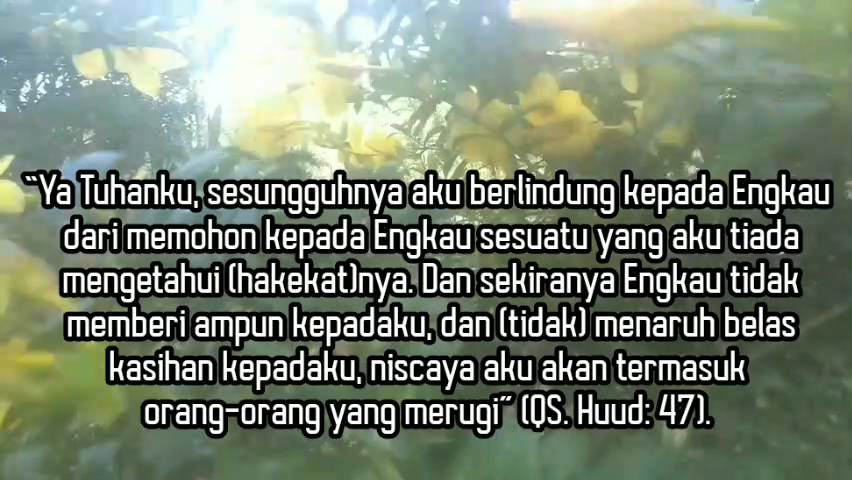 “Ya Tuhanku, sesungguhnya aku berlindung kepada Engkau
dari memohon kepada Engkau sesuatu yang aku tiada
mengetahui (hakekat)nya. Dan sekiranya Engkau tidak
memberi ampun kepadaku, dan (tidak) menaruh belas
kasihan kepadaku, niscaya aku akan termasuk
orang-orang yang merugi” (QS. Huud: 47).